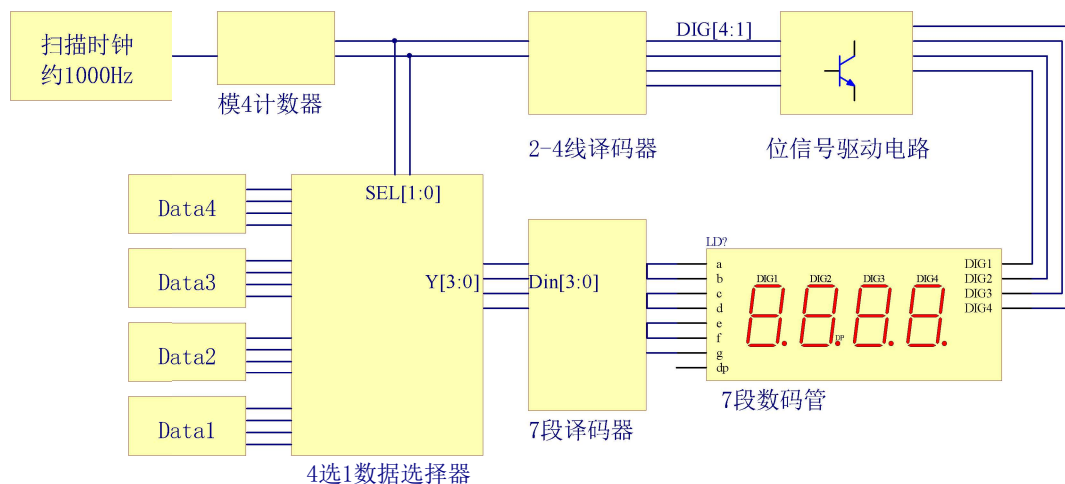 扫描时钟
约1000Hz
模4计数器
DIG[4:1]
2-4线译码器
位信号驱动电路
SEL[1:0]
Data4
Data3
Data2
Data1
Y[3:0]
4选1数据选择器
Din[3:0]
7段译码器
LD?
a
b
c
d
e
f
g
dp
DIG1 DIG2 DIG3 DIG4
DP
DIG1
DIG2
DIG3
DIG4
7段数码管